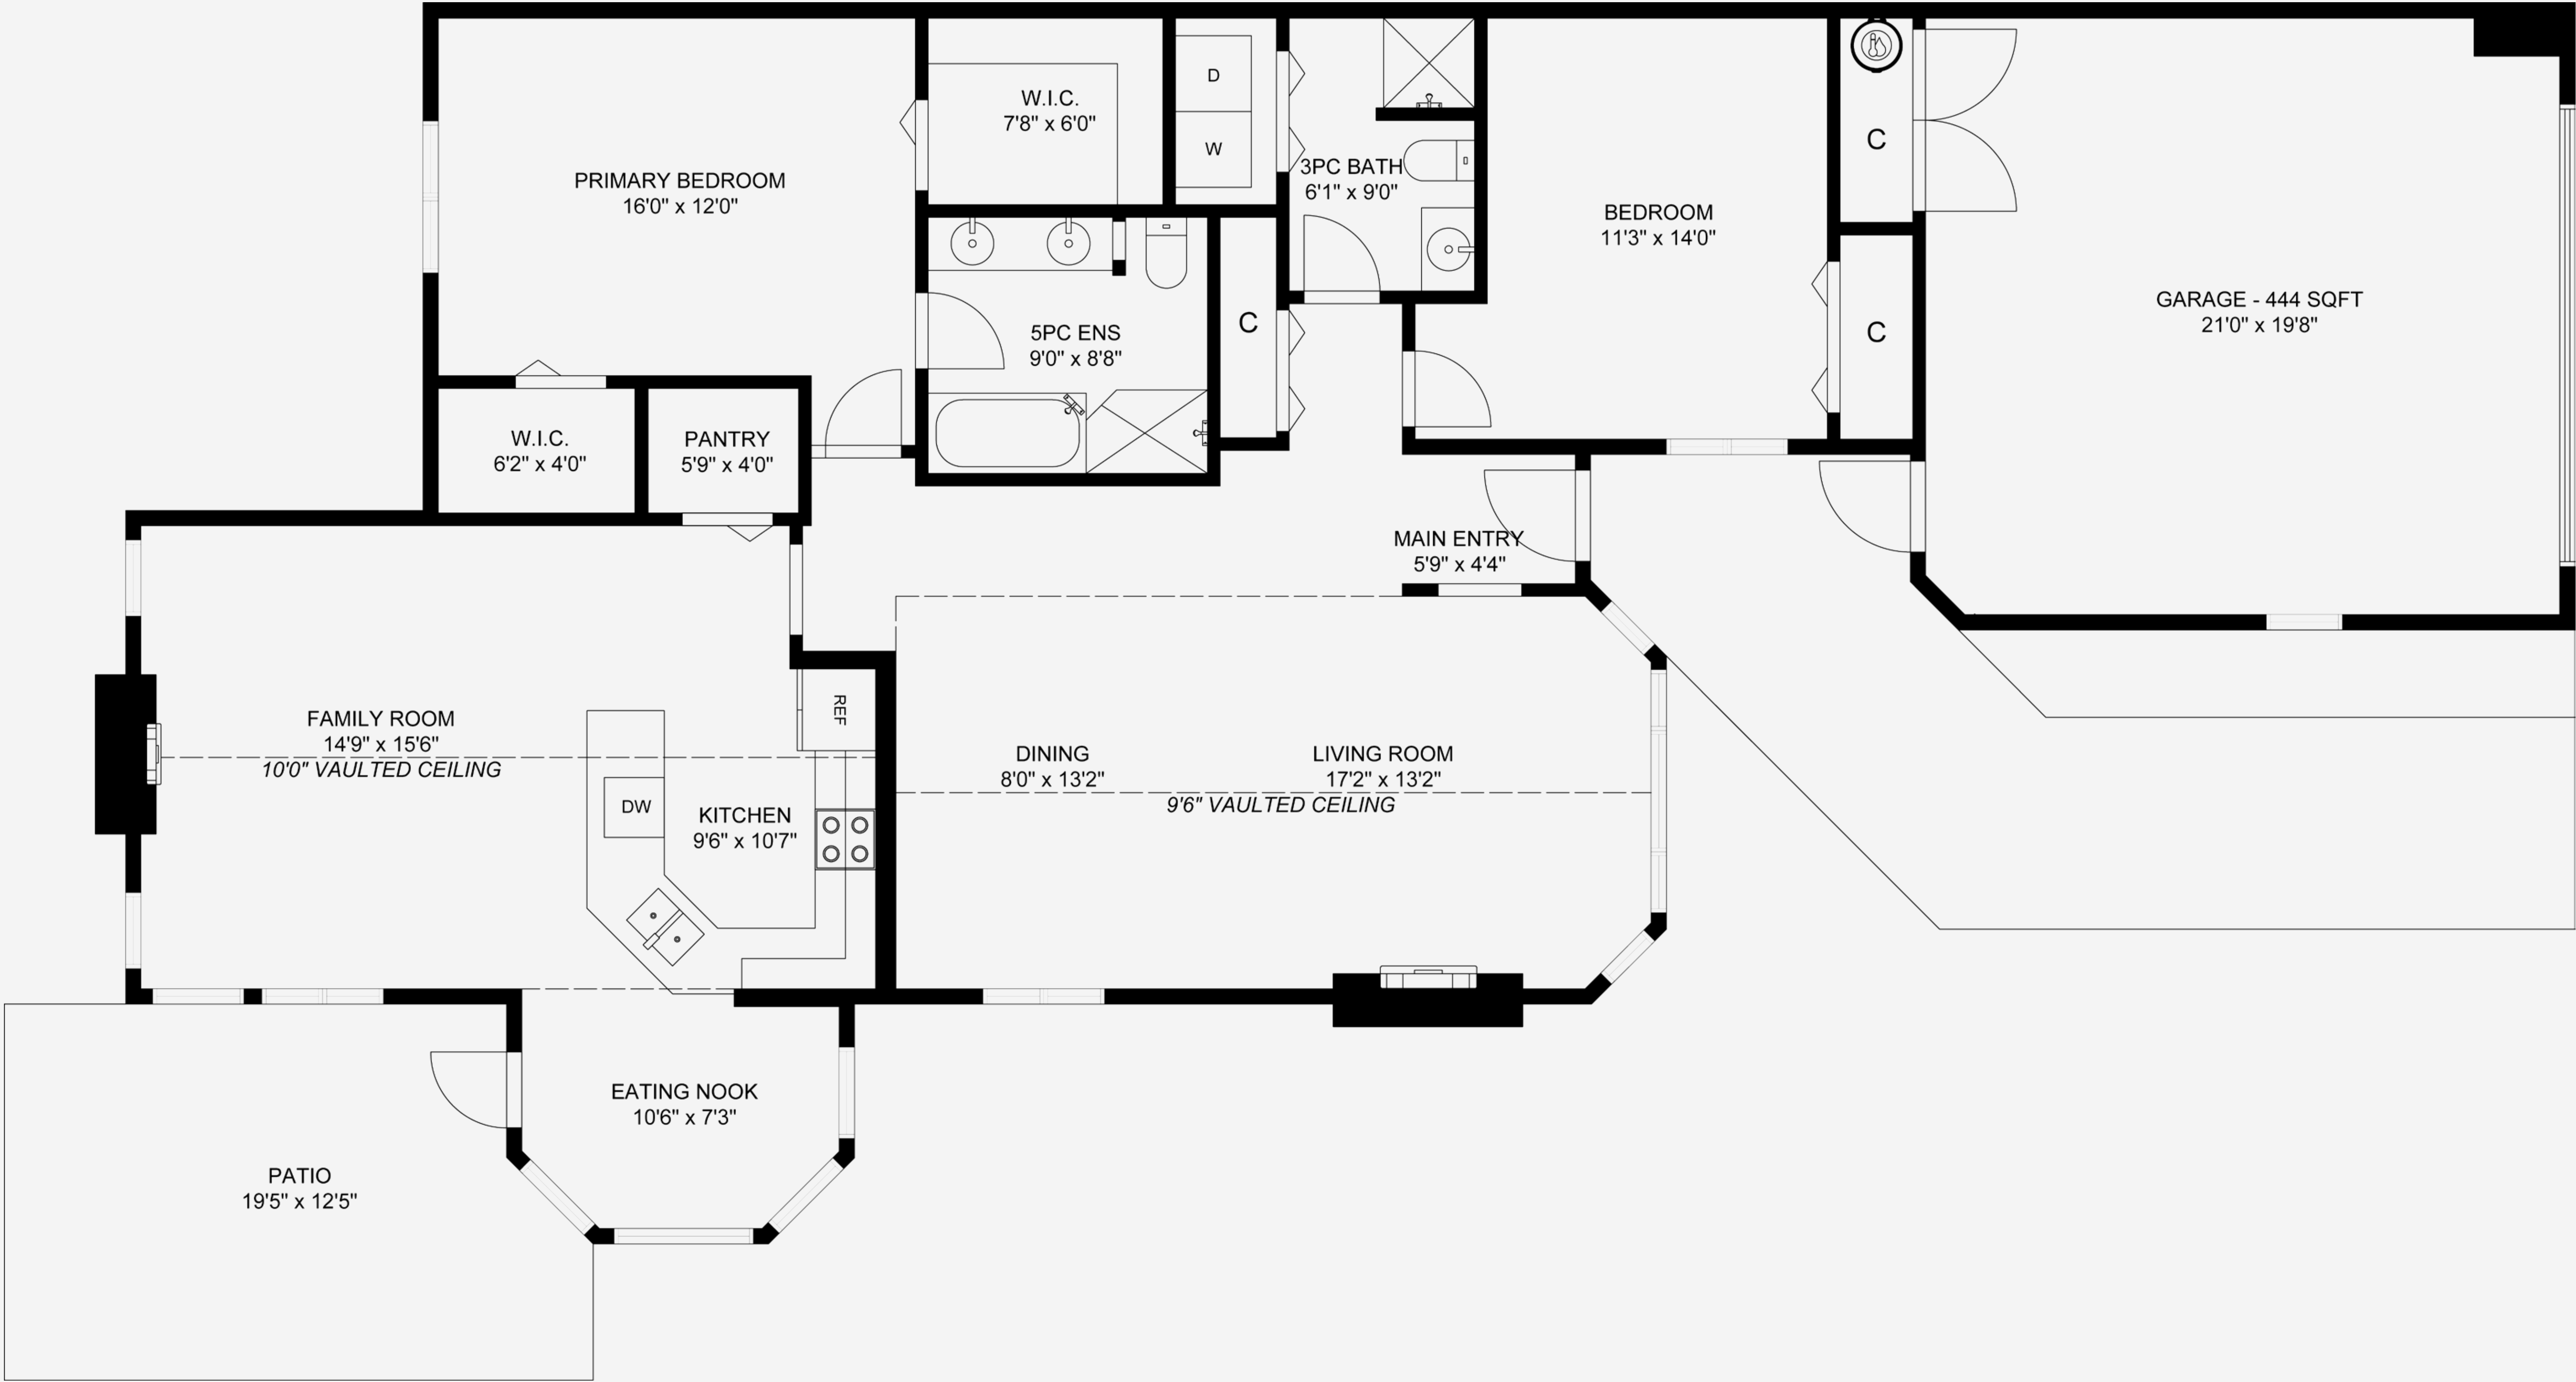 W.I.C.
7'8" x 6'0"
D
W
PRIMARY BEDROOM
16'0" x 12'0"
3PC BATH
6'1" x 9'0"
BEDROOM
11'3" x 14'0"
C
C
C
GARAGE - 444 SQFT
21'0" x 19'8"
5PC ENS
9'0" x 8'8"
W.I.C.
6'2" x 4'0"
PANTRY
5'9" x 4'0"
MAIN ENTRY
5'9" x 4'4"
FAMILY ROOM
14'9" x 15'6"
10'0" VAULTED CEILING
REF
DW
KITCHEN
9'6" x 10'7"
DINING
8'0" x 13'2"
LIVING ROOM
17'2" x 13'2"
9'6" VAULTED CEILING
EATING NOOK
10'6" x 7'3"
PATIO
19'5" x 12'5"